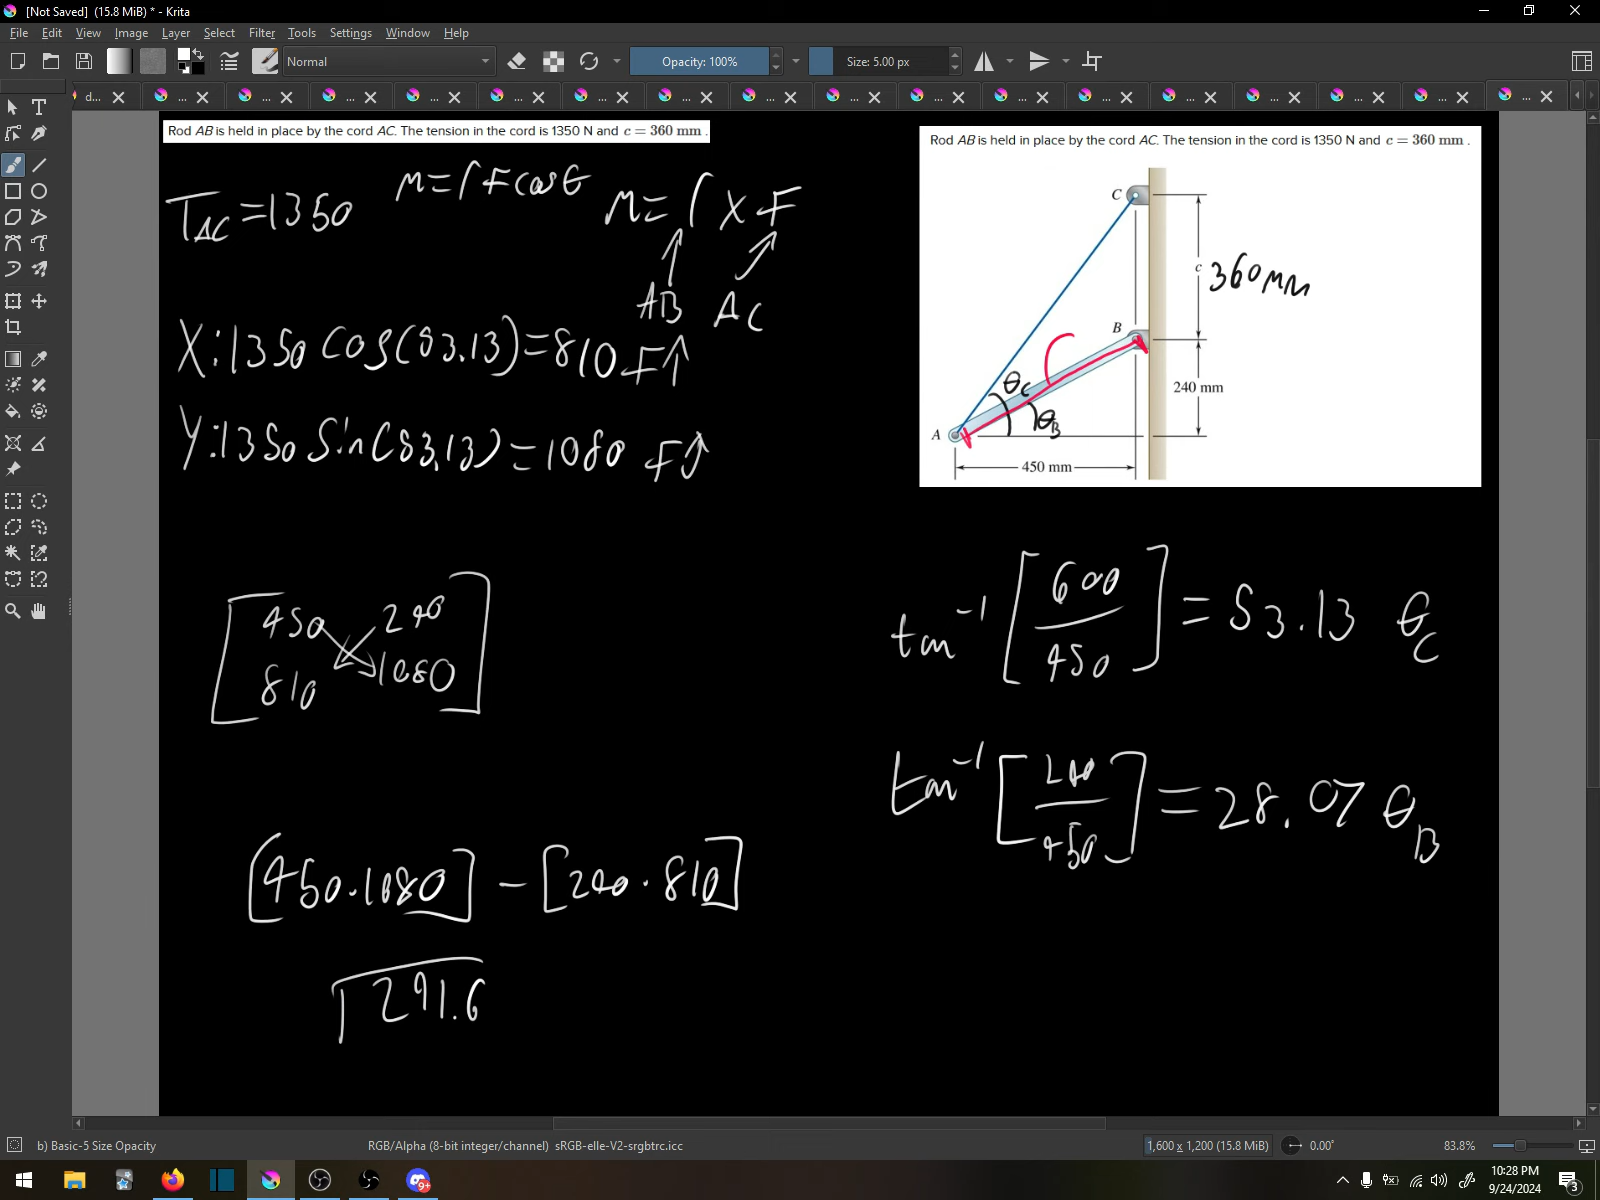 [Not Saved] (15.8 MiB) * - Krita
File Edit View Image Layer Select Filter Tools Settings Window Help
Normal Opacity: 100% Size: 5.00 px
d... ... ... ... ... ... ... ... ... ... ... ... ... ... ... ... ... ...
Rod AB is held in place by the cord AC. The tension in the cord is 1350 N and c = 360 mm .
T AC = 1350
M = r F cos θ
M = r X F
AB AC
X: 1350 cos(53.13) = 810 F↑
Y: 1350 Sin(53.13) = 1080 F↑
450 240
810 1080
[450·1080] - [240·810]
291.6
Rod AB is held in place by the cord AC. The tension in the cord is 1350 N and c = 360 mm .
C
c 360 MM
B
θC
240 mm
θB
A
450 mm
tan⁻¹ [600/450] = 53.13 θC
tan⁻¹ [240/450] = 28.07 θB
b) Basic-5 Size Opacity
RGB/Alpha (8-bit integer/channel) sRGB-elle-V2-srgbtrc.icc
1,600 x 1,200 (15.8 MiB)
0.00°
83.8%
9+
10:28 PM
9/24/2024
3